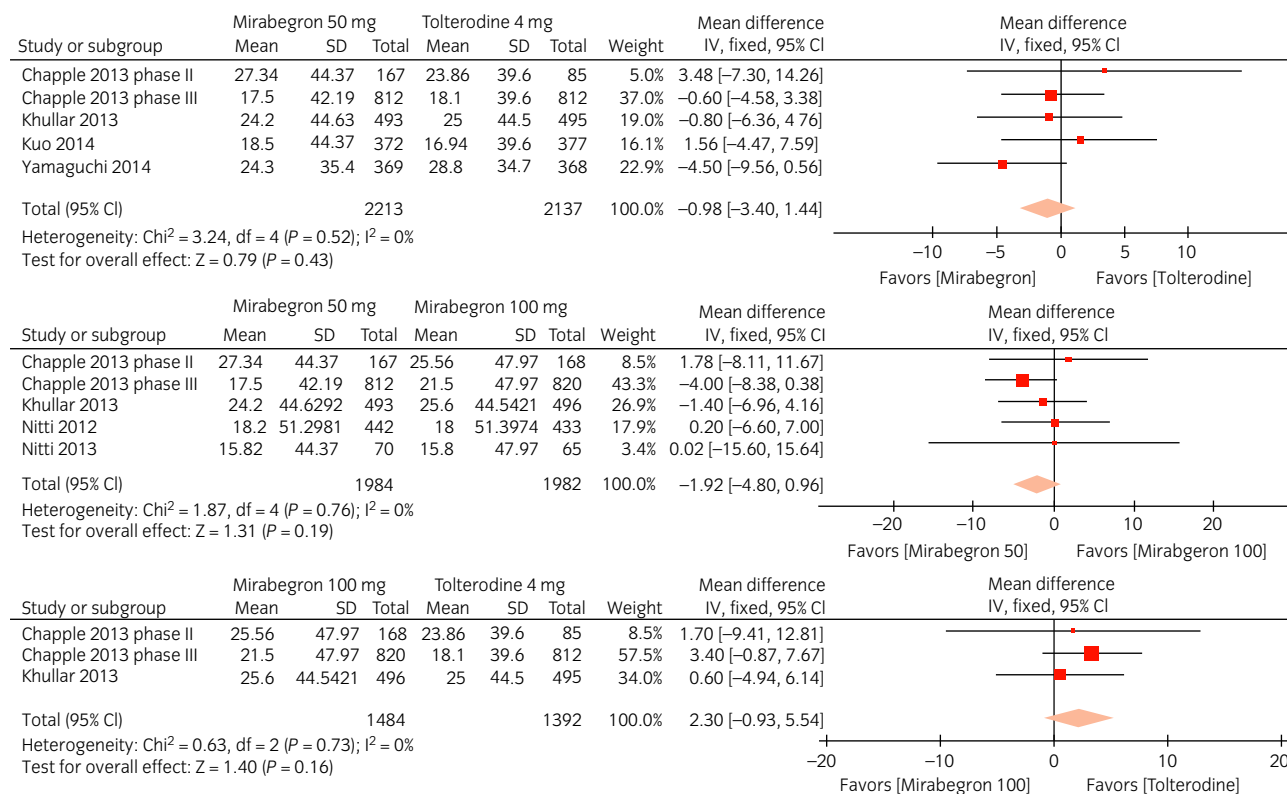 Mirabegron 50 mg Tolterodine 4 mg Mean difference Mean difference
Study or subgroup Mean SD Total Mean SD Total Weight IV, fixed, 95% CI IV, fixed, 95% CI
Chapple 2013 phase II 27.34 44.37 167 23.86 39.6 85 5.0% 3.48 [−7.30, 14.26]
Chapple 2013 phase III 17.5 42.19 812 18.1 39.6 812 37.0% −0.60 [−4.58, 3.38]
Khullar 2013 24.2 44.63 493 25 44.5 495 19.0% −0.80 [−6.36, 4.76]
Kuo 2014 18.5 44.37 372 16.94 39.6 377 16.1% 1.56 [−4.47, 7.59]
Yamaguchi 2014 24.3 35.4 369 28.8 34.7 368 22.9% −4.50 [−9.56, 0.56]
Total (95% CI) 2213 2137 100.0% −0.98 [−3.40, 1.44]
Heterogeneity: Chi² = 3.24, df = 4 (P = 0.52); I² = 0%
Test for overall effect: Z = 0.79 (P = 0.43)
−10 −5 0 5 10
Favors [Mirabegron] Favors [Tolterodine]
Mirabegron 50 mg Mirabegron 100 mg Mean difference Mean difference
Study or subgroup Mean SD Total Mean SD Total Weight IV, fixed, 95% CI IV, fixed, 95% CI
Chapple 2013 phase II 27.34 44.37 167 25.56 47.97 168 8.5% 1.78 [−8.11, 11.67]
Chapple 2013 phase III 17.5 42.19 812 21.5 47.97 820 43.3% −4.00 [−8.38, 0.38]
Khullar 2013 24.2 44.6292 493 25.6 44.5421 496 26.9% −1.40 [−6.96, 4.16]
Nitti 2012 18.2 51.2981 442 18 51.3974 433 17.9% 0.20 [−6.60, 7.00]
Nitti 2013 15.82 44.37 70 15.8 47.97 65 3.4% 0.02 [−15.60, 15.64]
Total (95% CI) 1984 1982 100.0% −1.92 [−4.80, 0.96]
Heterogeneity: Chi² = 1.87, df = 4 (P = 0.76); I² = 0%
Test for overall effect: Z = 1.31 (P = 0.19)
−20 −10 0 10 20
Favors [Mirabegron 50] Favors [Mirabgeron 100]
Mirabegron 100 mg Tolterodine 4 mg Mean difference Mean difference
Study or subgroup Mean SD Total Mean SD Total Weight IV, fixed, 95% CI IV, fixed, 95% CI
Chapple 2013 phase II 25.56 47.97 168 23.86 39.6 85 8.5% 1.70 [−9.41, 12.81]
Chapple 2013 phase III 21.5 47.97 820 18.1 39.6 812 57.5% 3.40 [−0.87, 7.67]
Khullar 2013 25.6 44.5421 496 25 44.5 495 34.0% 0.60 [−4.94, 6.14]
Total (95% CI) 1484 1392 100.0% 2.30 [−0.93, 5.54]
Heterogeneity: Chi² = 0.63, df = 2 (P = 0.73); I² = 0%
Test for overall effect: Z = 1.40 (P = 0.16)
−20 −10 0 10 20
Favors [Mirabegron 100] Favors [Tolterodine]